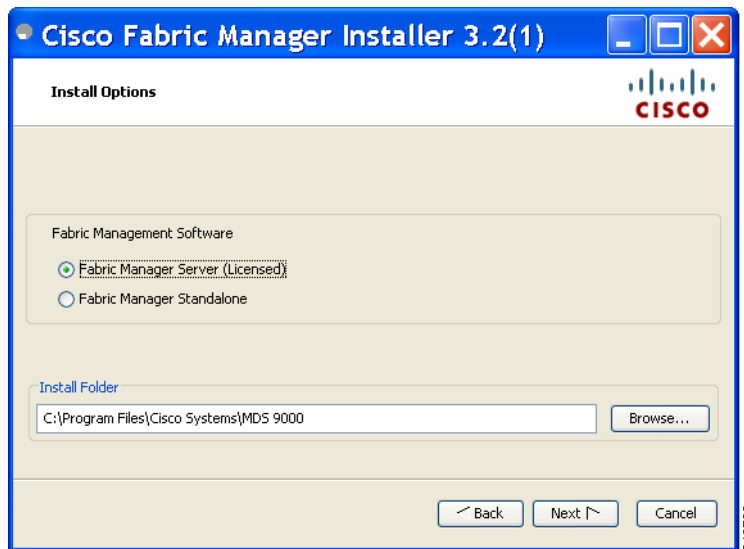 Cisco Fabric Manager Installer 3.2(1)
Install Options
CISCO
Fabric Management Software
Fabric Manager Server (Licensed)
Fabric Manager Standalone
Install Folder
C:\Program Files\Cisco Systems\MDS 9000
Browse...
Back
Next
Cancel